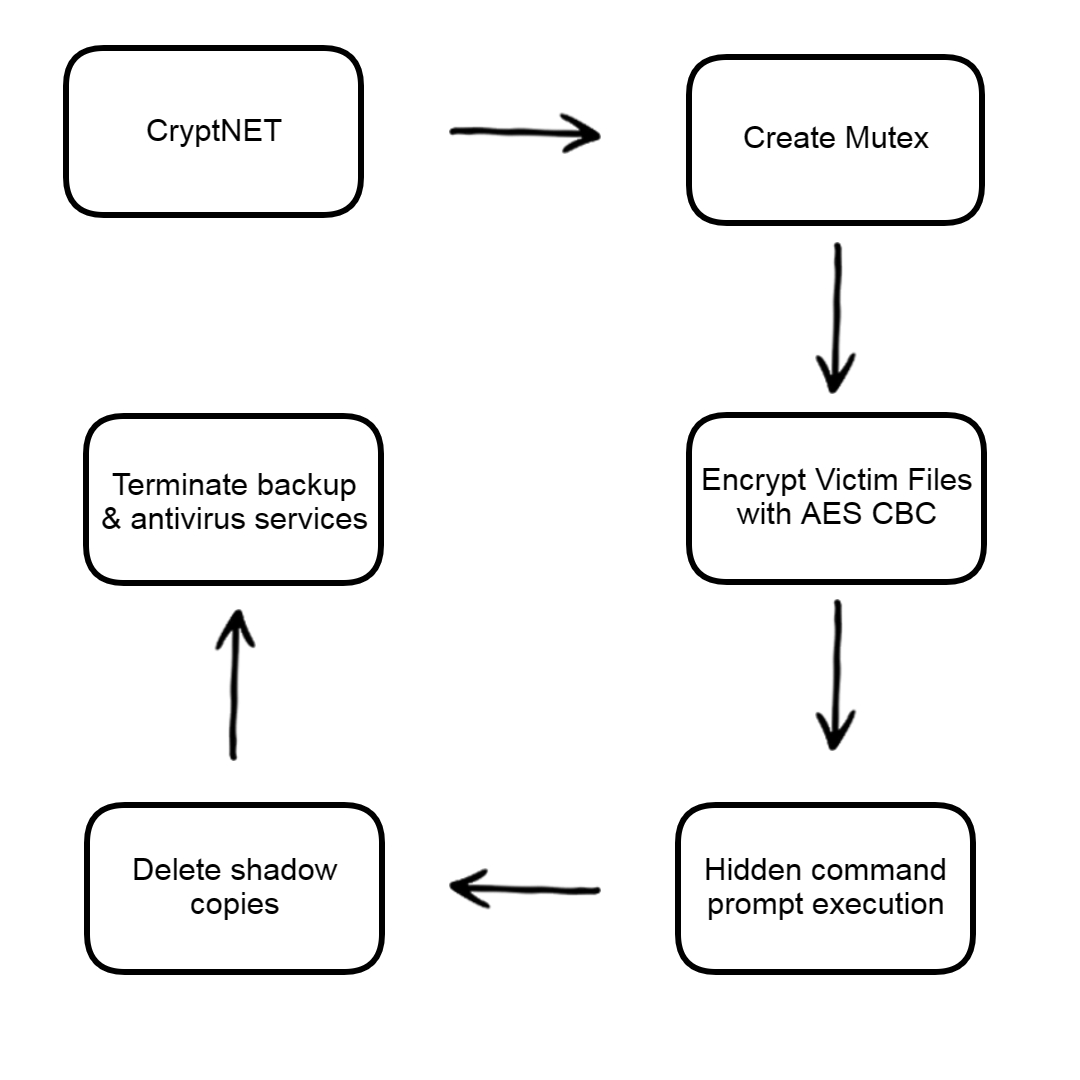 CryptNET
Create Mutex
Encrypt Victim Files
with AES CBC
Hidden command
prompt execution
Delete shadow
copies
Terminate backup
& antivirus services